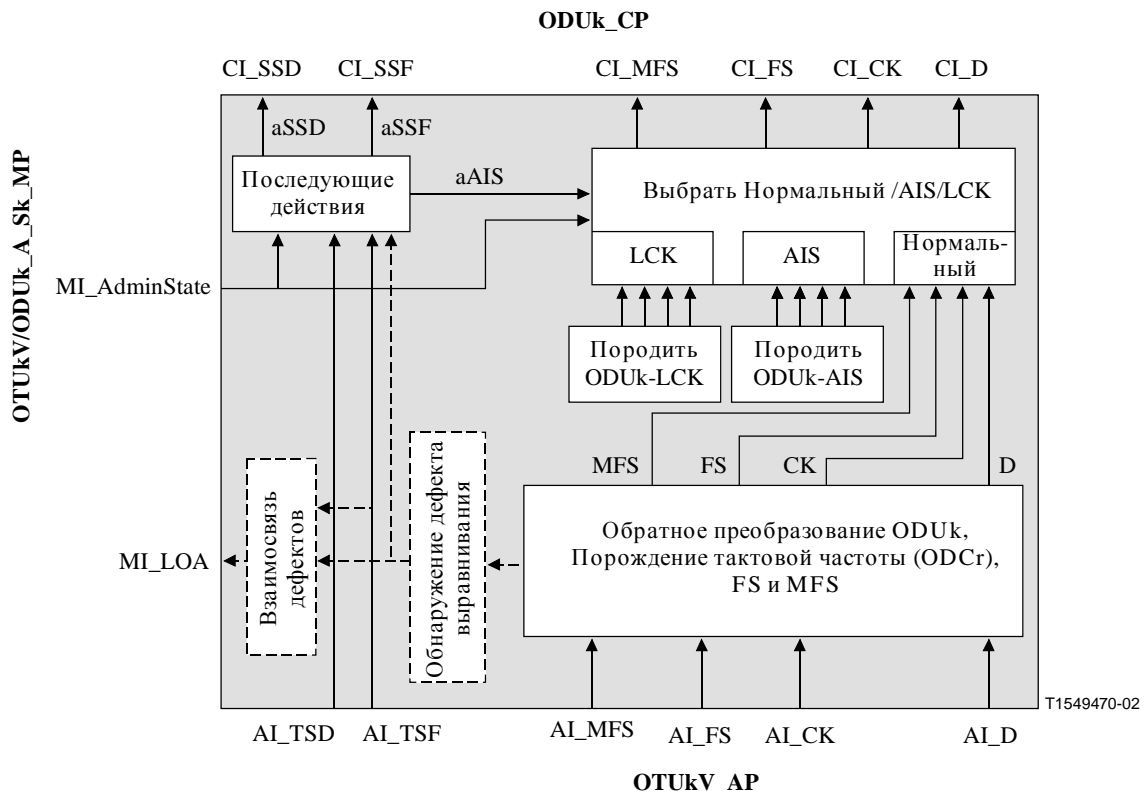 ODUk_CP
CI_SSD
CI_SSF
CI_MFS
CI_FS
CI_CK
CI_D
aSSD
aSSF
OTUkV/ODUk_A_Sk_MP
Последующие
действия
aAIS
Выбрать Нормальный /AIS/LCK
LCK
AIS
Нормаль-
ный
MI_AdminState
Породить
ODUk-LCK
Породить
ODUk-AIS
MFS
FS
CK
D
Взаимосвязь
дефектов
Обнаружение дефекта
выравнивания
Обратное преобразование ODUk,
Порождение тактовой частоты (ODCr),
FS и MFS
MI_LOA
T1549470-02
AI_TSD
AI_TSF
AI_MFS
AI_FS
AI_CK
AI_D
OTUkV_AP